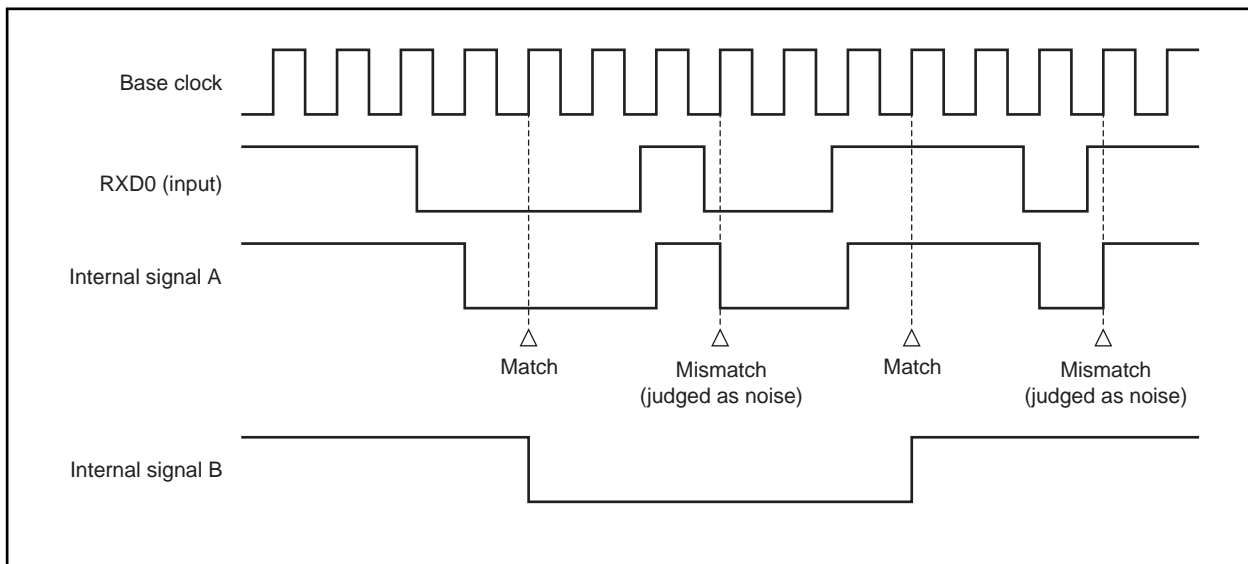 Base clock
RXD0 (input)
Internal signal A
Match
Mismatch
(judged as noise)
Match
Mismatch
(judged as noise)
Internal signal B